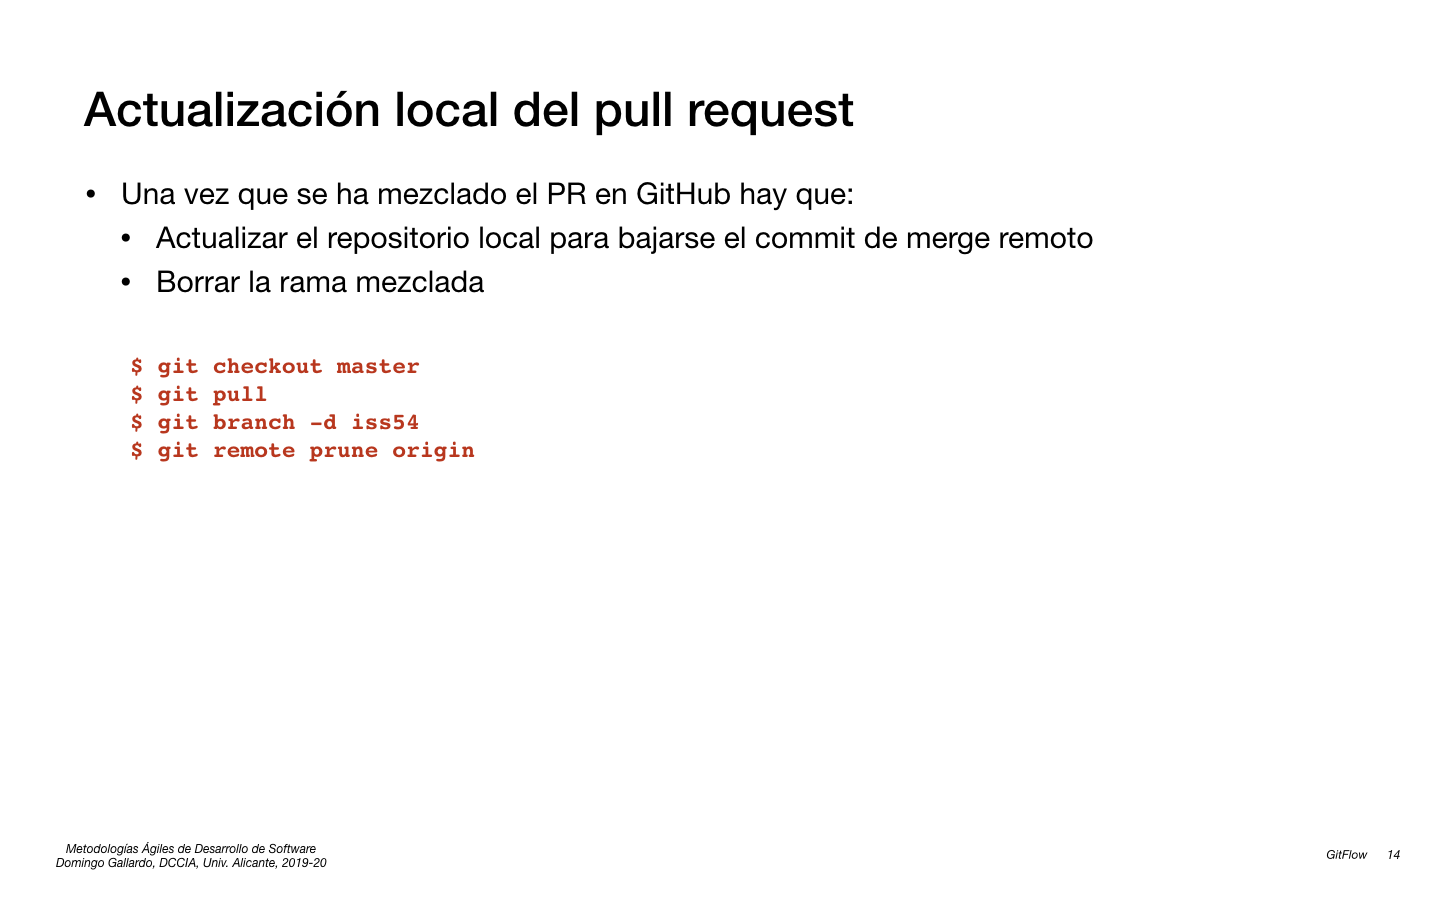 Actualización local del pull request
• Una vez que se ha mezclado el PR en GitHub hay que:
• Actualizar el repositorio local para bajarse el commit de merge remoto
• Borrar la rama mezclada
$ git checkout master
$ git pull
$ git branch -d iss54
$ git remote prune origin
Metodologías Ágiles de Desarrollo de Software
Domingo Gallardo, DCCIA, Univ. Alicante, 2019-20
GitFlow 14